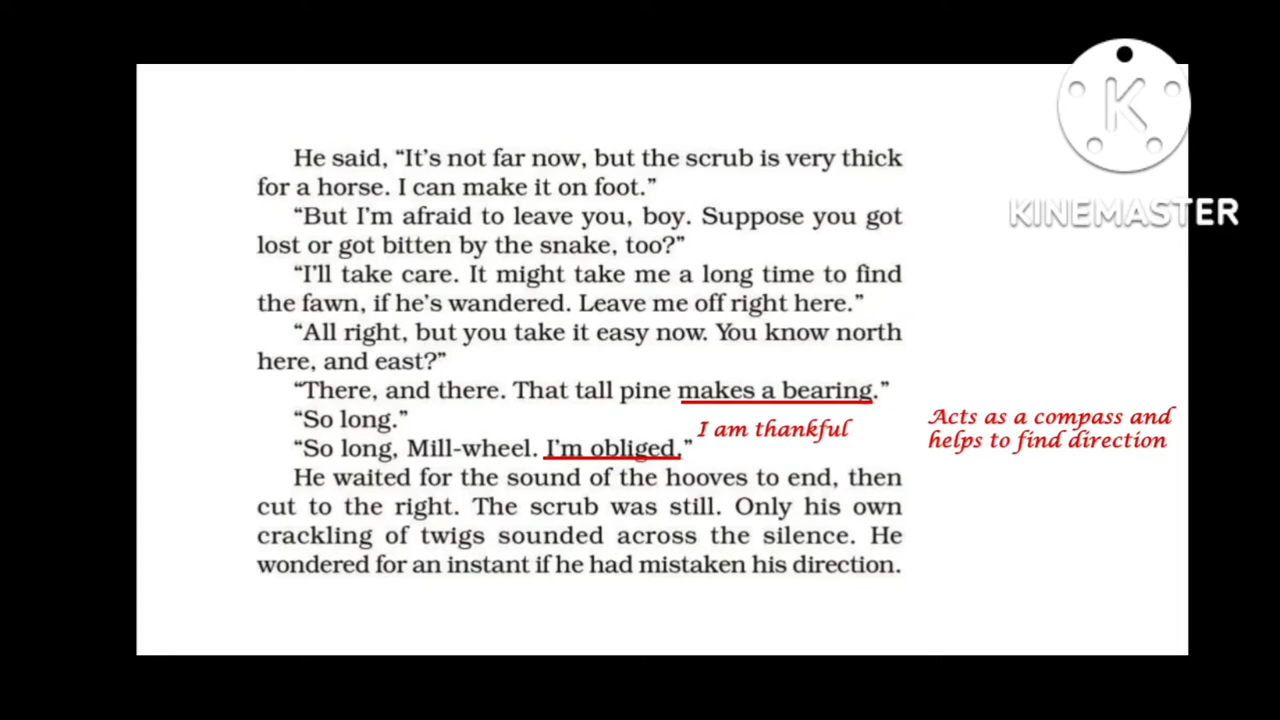 K
KINEMASTER
He said, “It’s not far now, but the scrub is very thick
for a horse. I can make it on foot.”
“But I’m afraid to leave you, boy. Suppose you got
lost or got bitten by the snake, too?”
“I’ll take care. It might take me a long time to find
the fawn, if he’s wandered. Leave me off right here.”
“All right, but you take it easy now. You know north
here, and east?”
“There, and there. That tall pine makes a bearing.”
“So long.”
I am thankful
Acts as a compass and
helps to find direction
“So long, Mill-wheel. I’m obliged.”
He waited for the sound of the hooves to end, then
cut to the right. The scrub was still. Only his own
crackling of twigs sounded across the silence. He
wondered for an instant if he had mistaken his direction.